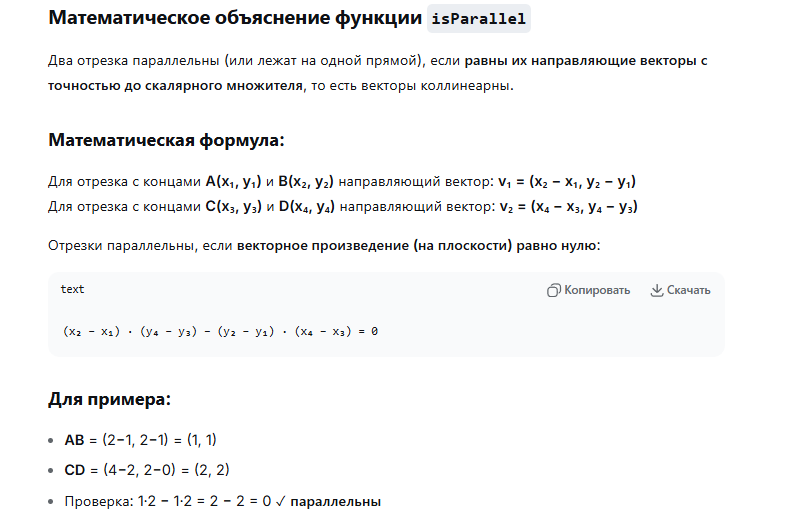 Математическое объяснение функции isParallel
Два отрезка параллельны (или лежат на одной прямой), если равны их направляющие векторы с
точностью до скалярного множителя, то есть векторы коллинеарны.
Математическая формула:
Для отрезка с концами A(x₁, y₁) и B(x₂, y₂) направляющий вектор: v₁ = (x₂ − x₁, y₂ − y₁)
Для отрезка с концами C(x₃, y₃) и D(x₄, y₄) направляющий вектор: v₂ = (x₄ − x₃, y₄ − y₃)
Отрезки параллельны, если векторное произведение (на плоскости) равно нулю:
text Копировать Скачать
(x₂ - x₁) · (y₄ - y₃) - (y₂ - y₁) · (x₄ - x₃) = 0
Для примера:
• AB = (2−1, 2−1) = (1, 1)
• CD = (4−2, 2−0) = (2, 2)
• Проверка: 1·2 − 1·2 = 2 − 2 = 0 ✓ параллельны